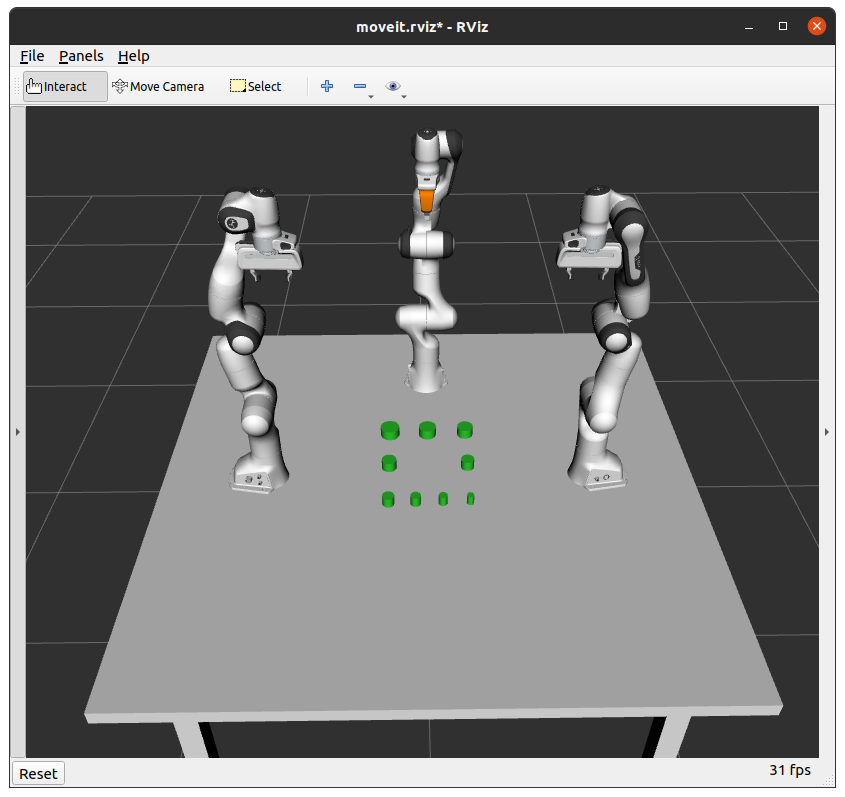 moveit.rviz* - RViz
File Panels Help
Interact Move Camera Select
Reset 31 fps